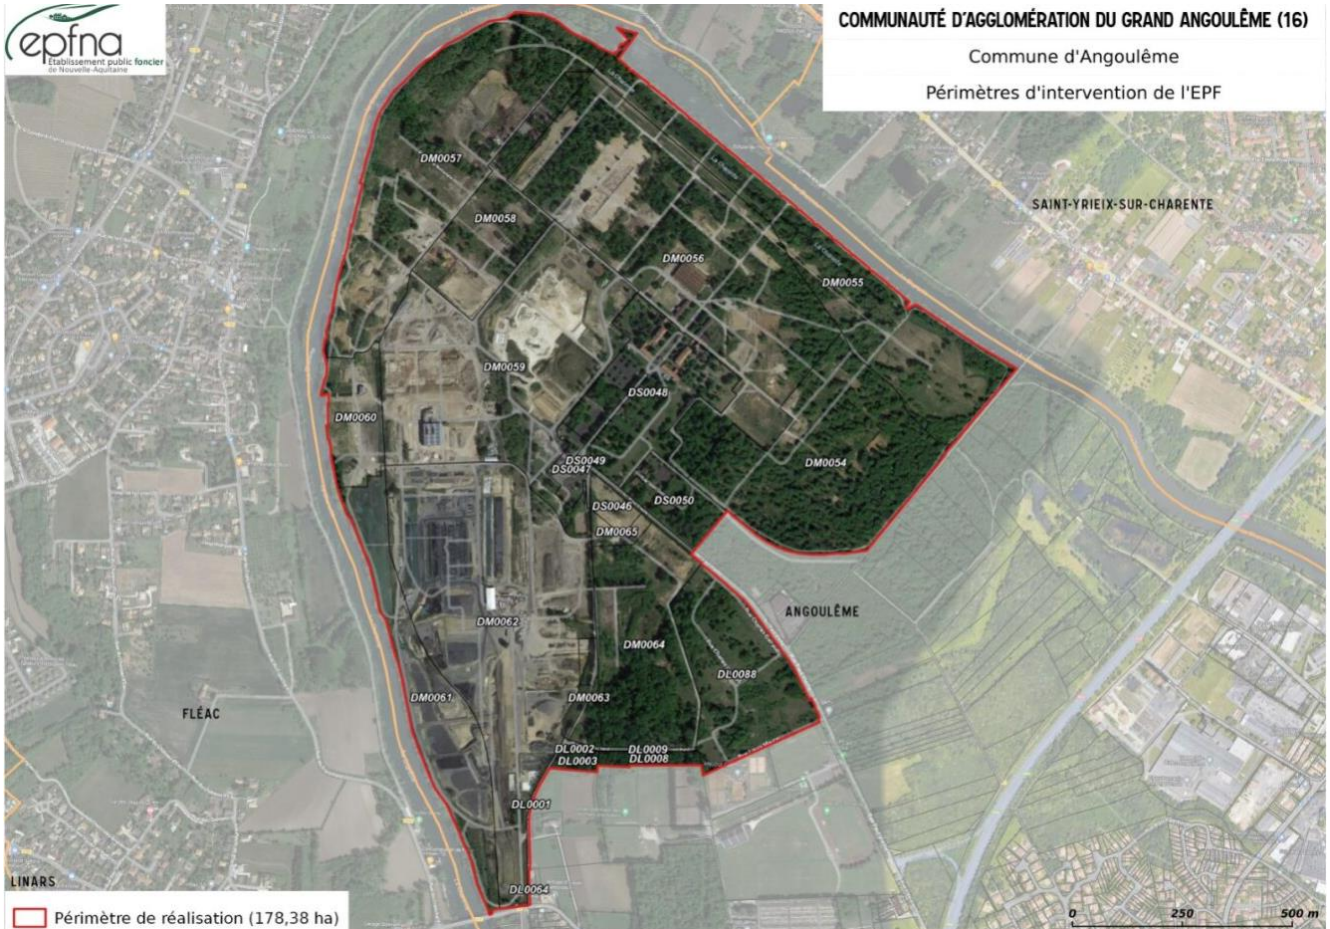 epfna
Établissement public foncier
de Nouvelle-Aquitaine
COMMUNAUTÉ D'AGGLOMÉRATION DU GRAND ANGOULÊME (16)
Commune d'Angoulême
Périmètres d'intervention de l'EPF
DM0057
SAINT-YRIEIX-SUR-CHARENTE
DM0058
DM0056
DM0055
DM0059
DS0048
DM0060
DS0049
DM0054
DS0047
DS0050
DS0046
DM0065
ANGOULÊME
DM0062
DM0064
DL0088
DM0061
DM0063
FLÉAC
DL0002
DL0009
DL0003
DL0008
DL0001
LINARS
DL0064
Périmètre de réalisation (178,38 ha)
0 250 500 m